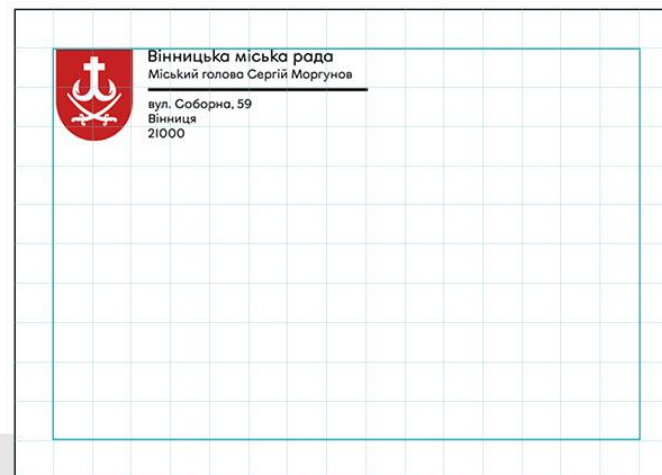 Вінницька міська рада
Міський голова Сергій Моргунов
вул. Соборна, 59
Вінниця
21000